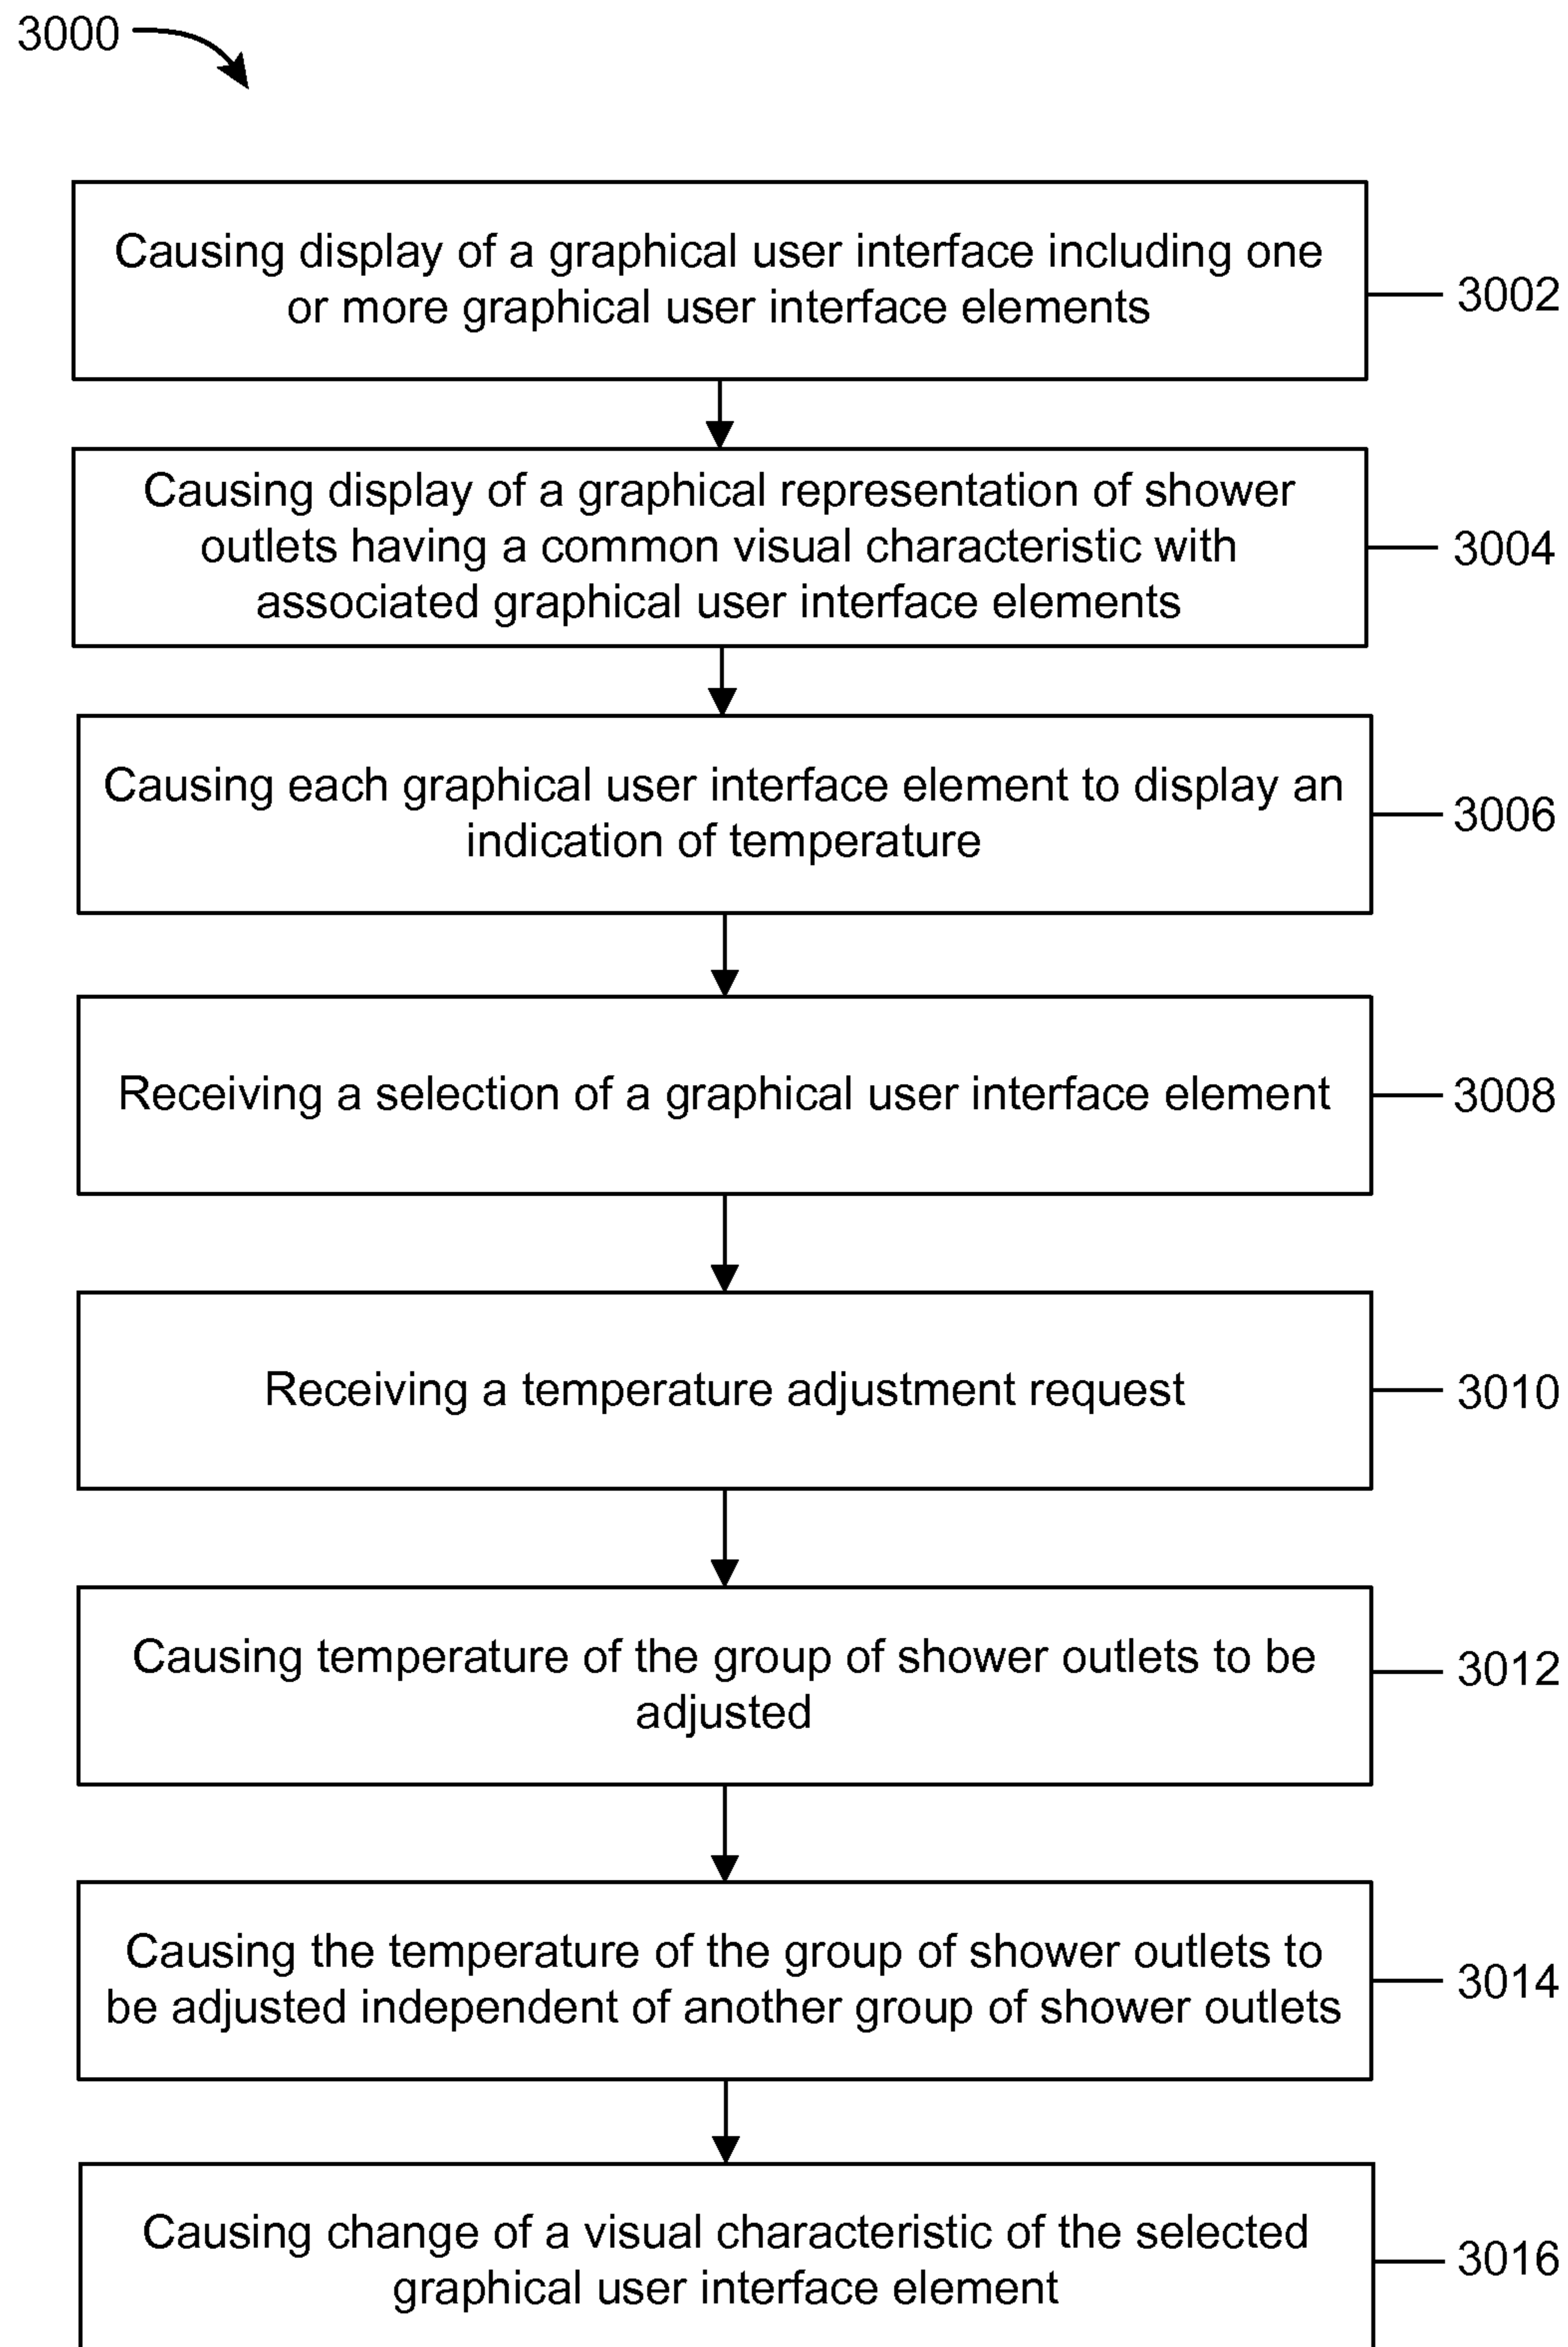 3000
Causing display of a graphical user interface including one
or more graphical user interface elements
3002
Causing display of a graphical representation of shower
outlets having a common visual characteristic with
associated graphical user interface elements
3004
Causing each graphical user interface element to display an
indication of temperature
3006
Receiving a selection of a graphical user interface element
3008
Receiving a temperature adjustment request
3010
Causing temperature of the group of shower outlets to be
adjusted
3012
Causing the temperature of the group of shower outlets to
be adjusted independent of another group of shower outlets
3014
Causing change of a visual characteristic of the selected
graphical user interface element
3016